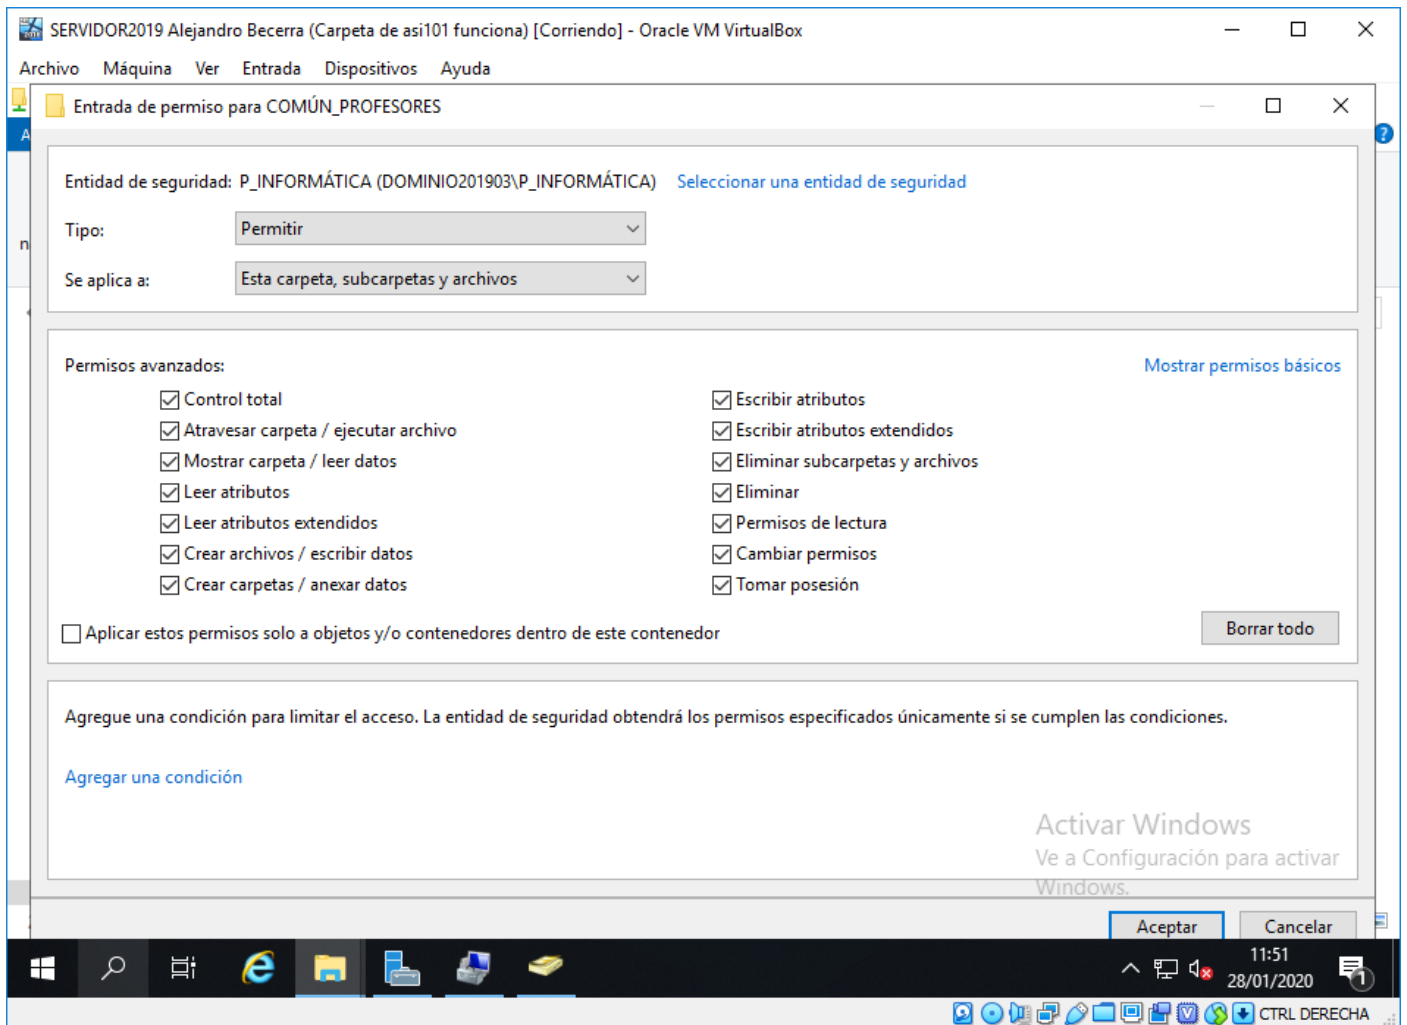 SERVIDOR2019 Alejandro Becerra (Carpeta de asi101 funciona) [Corriendo] - Oracle VM VirtualBox
Archivo Máquina Ver Entrada Dispositivos Ayuda
Entrada de permiso para COMÚN_PROFESORES
A
?
Entidad de seguridad: P_INFORMÁTICA (DOMINIO201903\P_INFORMÁTICA) Seleccionar una entidad de seguridad
Tipo: Permitir
n
Se aplica a: Esta carpeta, subcarpetas y archivos
Permisos avanzados: Mostrar permisos básicos
Control total Escribir atributos
Atravesar carpeta / ejecutar archivo Escribir atributos extendidos
Mostrar carpeta / leer datos Eliminar subcarpetas y archivos
Leer atributos Eliminar
Leer atributos extendidos Permisos de lectura
Crear archivos / escribir datos Cambiar permisos
Crear carpetas / anexar datos Tomar posesión
Aplicar estos permisos solo a objetos y/o contenedores dentro de este contenedor Borrar todo
Agregue una condición para limitar el acceso. La entidad de seguridad obtendrá los permisos especificados únicamente si se cumplen las condiciones.
Agregar una condición
Activar Windows
Ve a Configuración para activar
Windows.
Aceptar Cancelar
11:51
28/01/2020
1
CTRL DERECHA